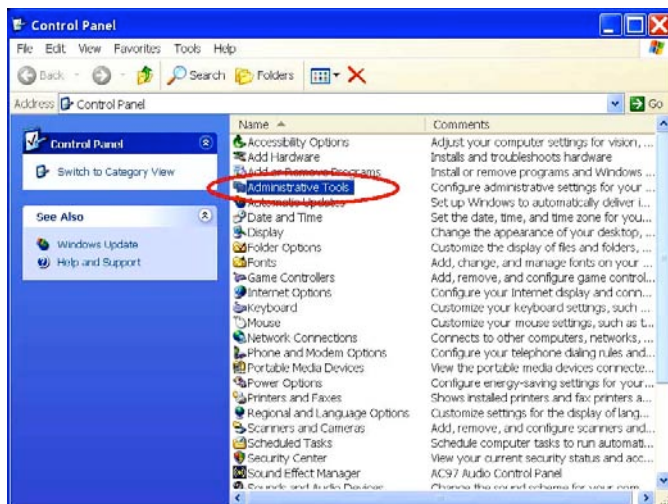 Control Panel
File Edit View Favorites Tools Help
Back Search Folders
Address Control Panel Go
Control Panel
Switch to Category View
See Also
Windows Update
Help and Support
Name Comments
Accessibility Options Adjust your computer settings for vision, ...
Add Hardware Installs and troubleshoots hardware
Add or Remove Programs Install or remove programs and Windows ...
Administrative Tools Configure administrative settings for your ...
Automatic Updates Set up Windows to automatically deliver i...
Date and Time Set the date, time, and time zone for you...
Display Change the appearance of your desktop, ...
Folder Options Customize the display of files and folders, ...
Fonts Add, change, and manage fonts on your ...
Game Controllers Add, remove, and configure game control...
Internet Options Configure your Internet display and conn...
Keyboard Customize your keyboard settings, such ...
Mouse Customize your mouse settings, such as t...
Network Connections Connects to other computers, networks, ...
Phone and Modem Options Configure your telephone dialing rules and...
Portable Media Devices View the portable media devices connecte...
Power Options Configure energy-saving settings for your...
Printers and Faxes Shows installed printers and fax printers a...
Regional and Language Options Customize settings for the display of lang...
Scanners and Cameras Add, remove, and configure scanners and...
Scheduled Tasks Schedule computer tasks to run automati...
Security Center View your current security status and acc...
Sound Effect Manager AC97 Audio Control Panel
Sounds and Audio Devices Change the sound scheme for your com...